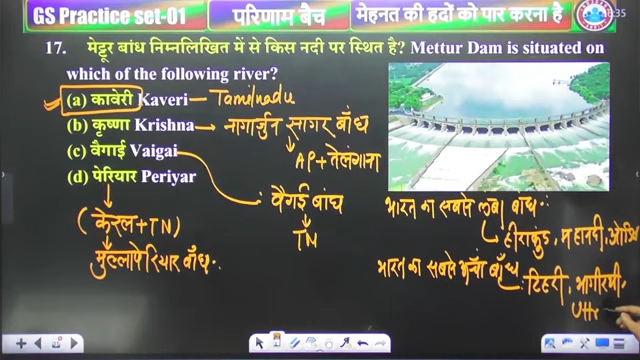 GS Practice set-01
परिणाम बैच
मेहनत की हदों को पार करना है
17. मेट्टूर बांध निम्नलिखित में से किस नदी पर स्थित है? Mettur Dam is situated on
which of the following river?
(a) कावेरी Kaveri — Tamilnadu
(b) कृष्णा Krishna → नागार्जुन सागर बाँध
AP+तेलंगाना
(c) वैगाई Vaigai
: वैगई बांध
TN
(d) पेरियार Periyar
(केरल+TN)
मुल्लापेरियार बाँध.
भारत का सबसे लंबा बांध :
हीराकुंड, महानदी,
भारत का सबसे ऊँचा बाँध
: टिहरी, भागीरथी.